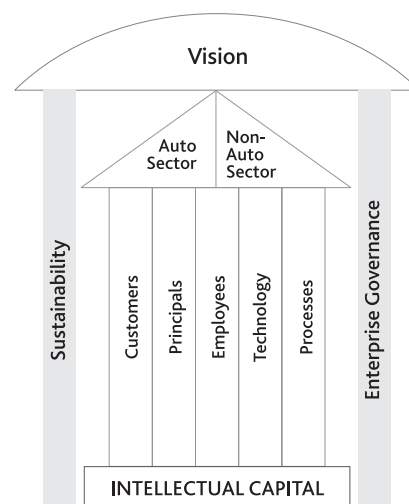 Vision
Auto
Sector
Non-
Auto
Sector
Sustainability
Customers
Principals
Employees
Technology
Processes
Enterprise Governance
INTELLECTUAL CAPITAL